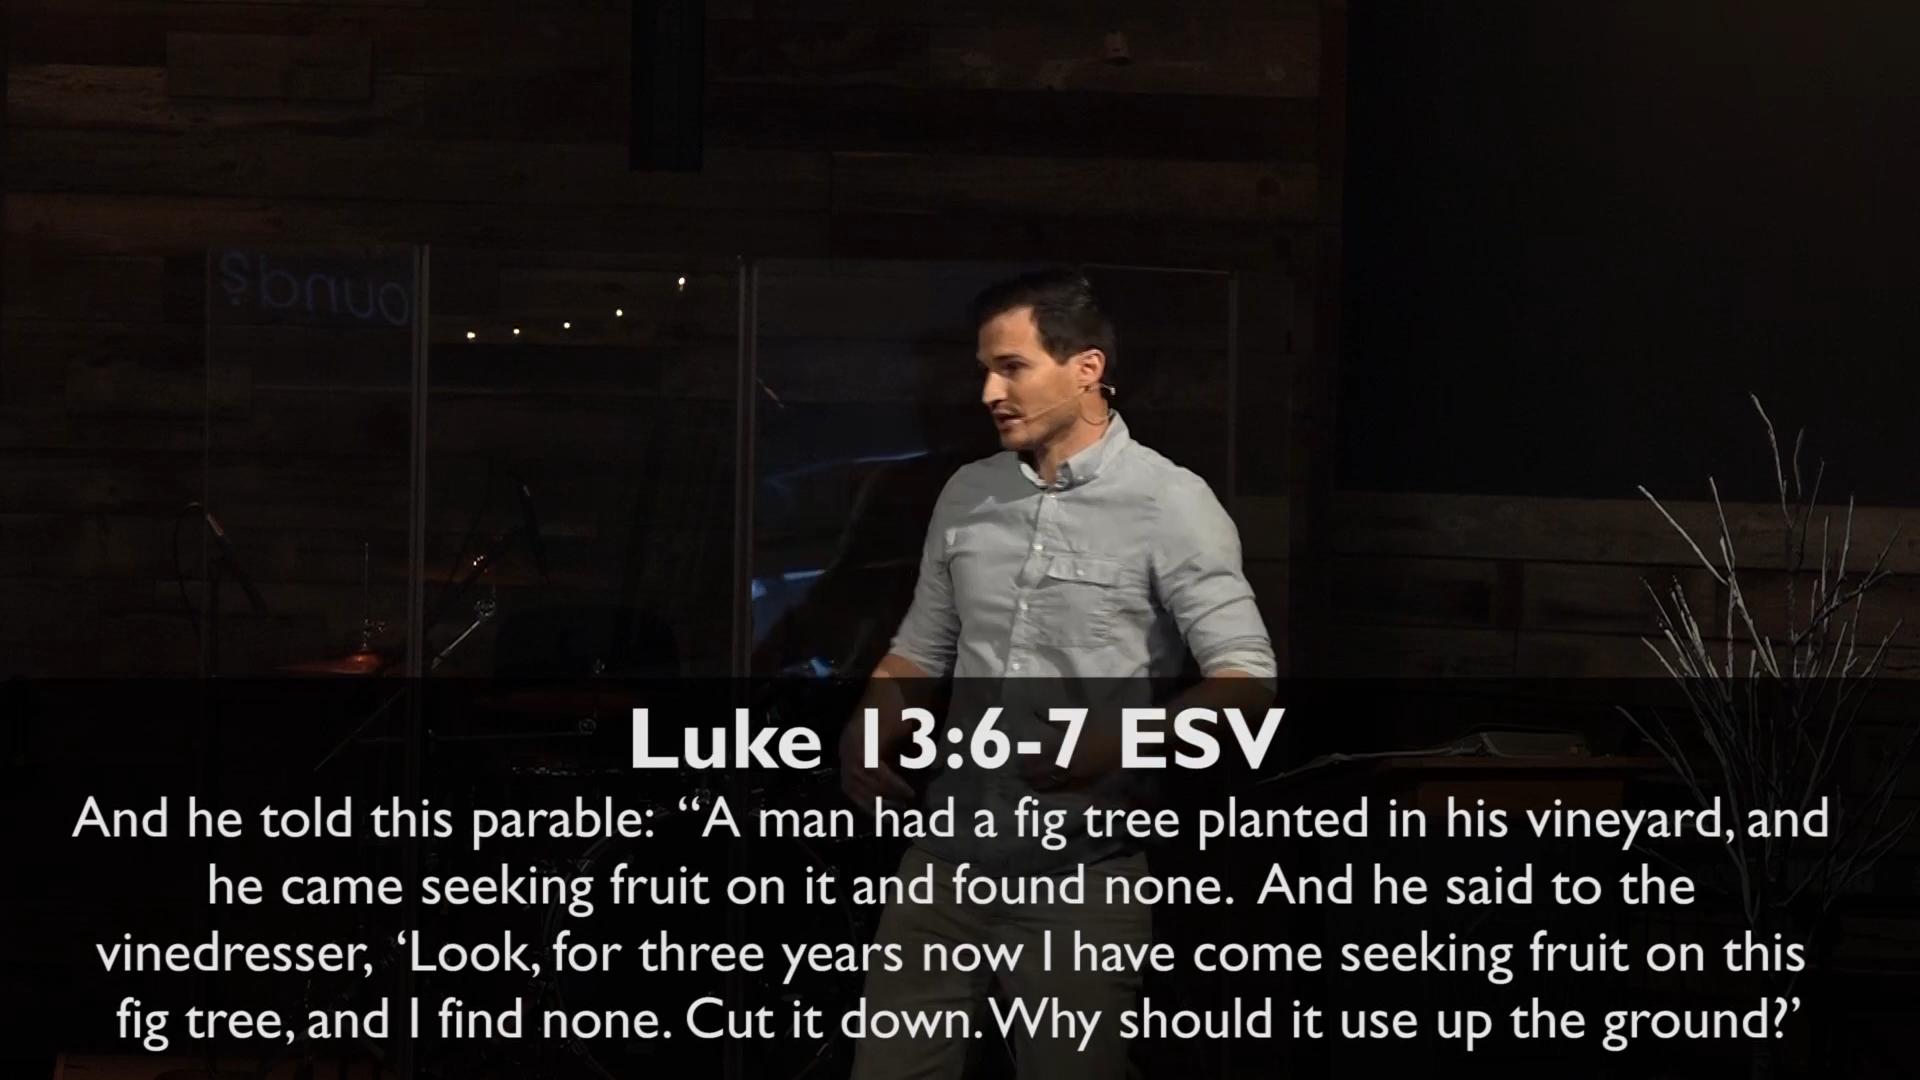 Luke 13:6-7 ESV
And he told this parable: “A man had a fig tree planted in his vineyard, and
he came seeking fruit on it and found none. And he said to the
vinedresser, ‘Look, for three years now I have come seeking fruit on this
fig tree, and I find none. Cut it down. Why should it use up the ground?’